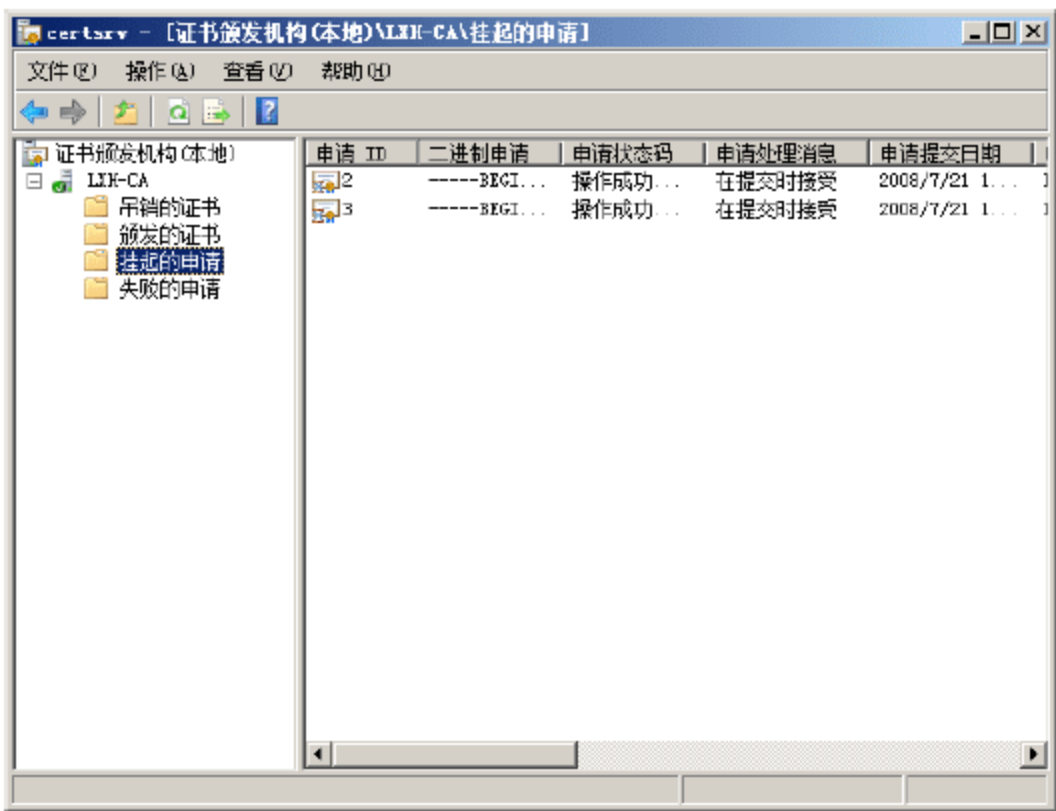 certsrv - [证书颁发机构(本地)\LXH-CA\挂起的申请]
文件(F) 操作(A) 查看(V) 帮助(H)
证书颁发机构(本地)
LXH-CA
吊销的证书
颁发的证书
挂起的申请
失败的申请
申请 ID 二进制申请 申请状态码 申请处理消息 申请提交日期
2 -----BEGI... 操作成功... 在提交时接受 2008/7/21 1...
3 -----BEGI... 操作成功... 在提交时接受 2008/7/21 1...